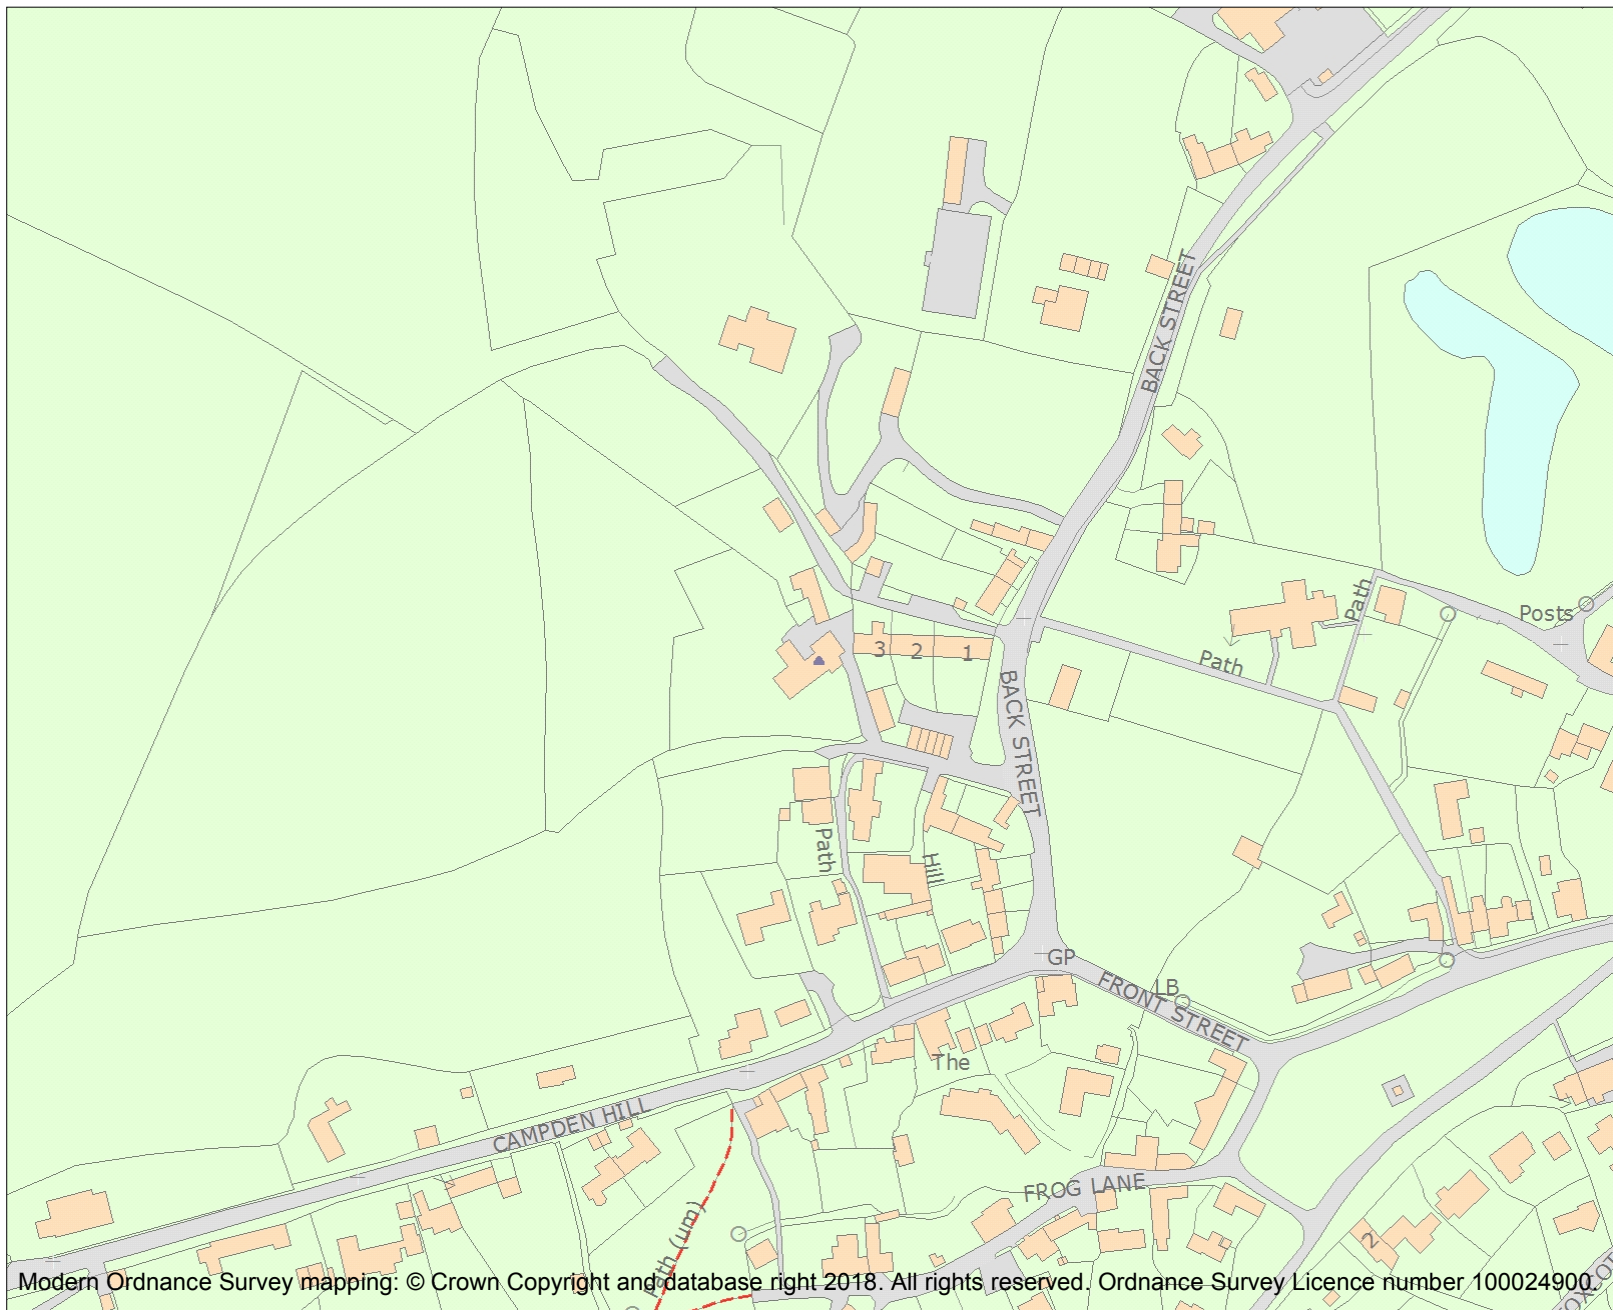 BACK STREET
Path
Posts
3 2 1
Path
BACK STREET
Path
Hill
GP
LB
FRONT STREET
The
CAMPDEN HILL
FROG LANE
Path (um)
2
Modern Ordnance Survey mapping: © Crown Copyright and database right 2018. All rights reserved. Ordnance Survey Licence number 100024900.